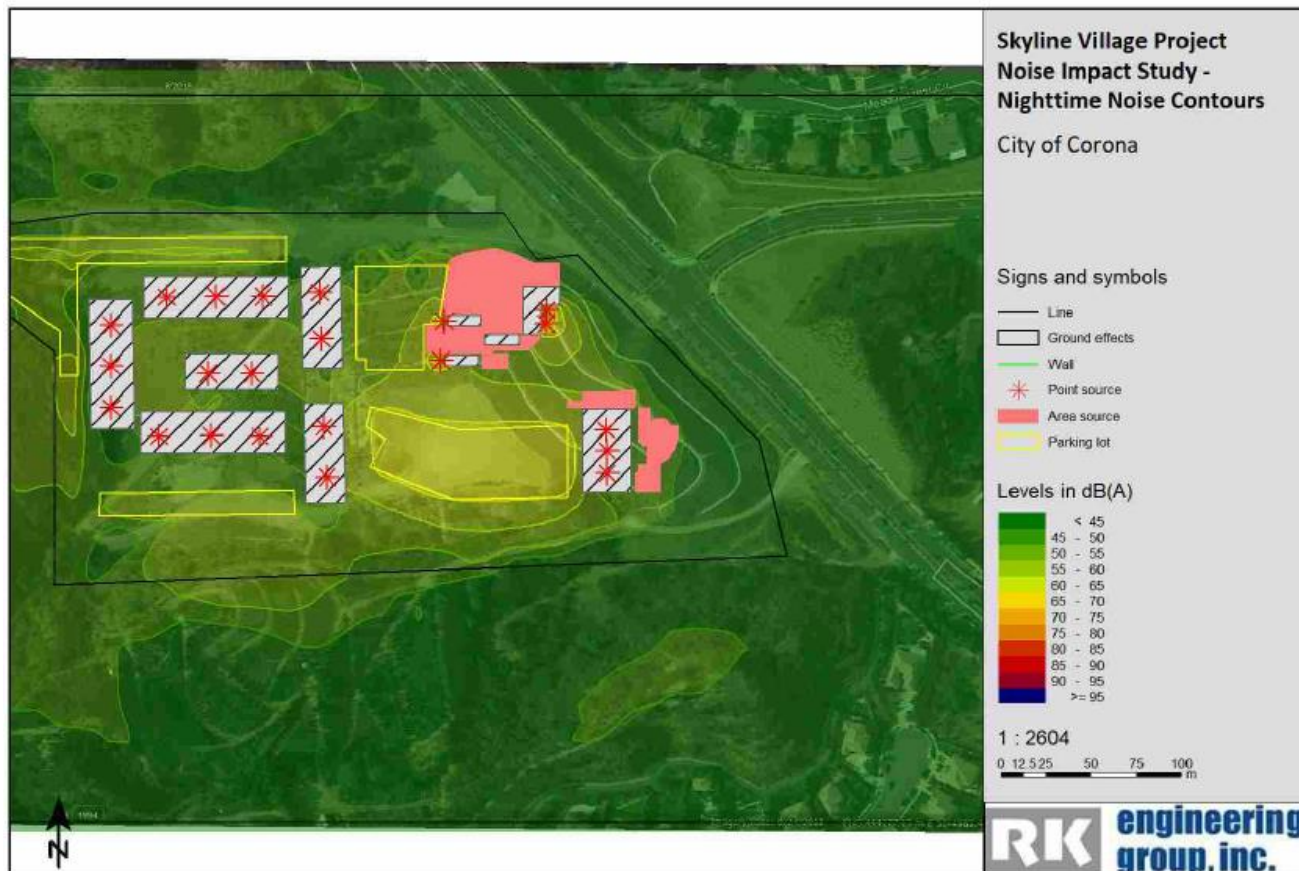 Skyline Village Project
Noise Impact Study -
Nighttime Noise Contours
City of Corona
Signs and symbols
Line
Ground effects
Wall
Point source
Area source
Parking lot
Levels in dB(A)
< 45
45 - 50
50 - 55
55 - 60
60 - 65
65 - 70
70 - 75
75 - 80
80 - 85
85 - 90
90 - 95
>= 95
1 : 2604
0 12.5 25 50 75 100
m
N
RK engineering
group, inc.